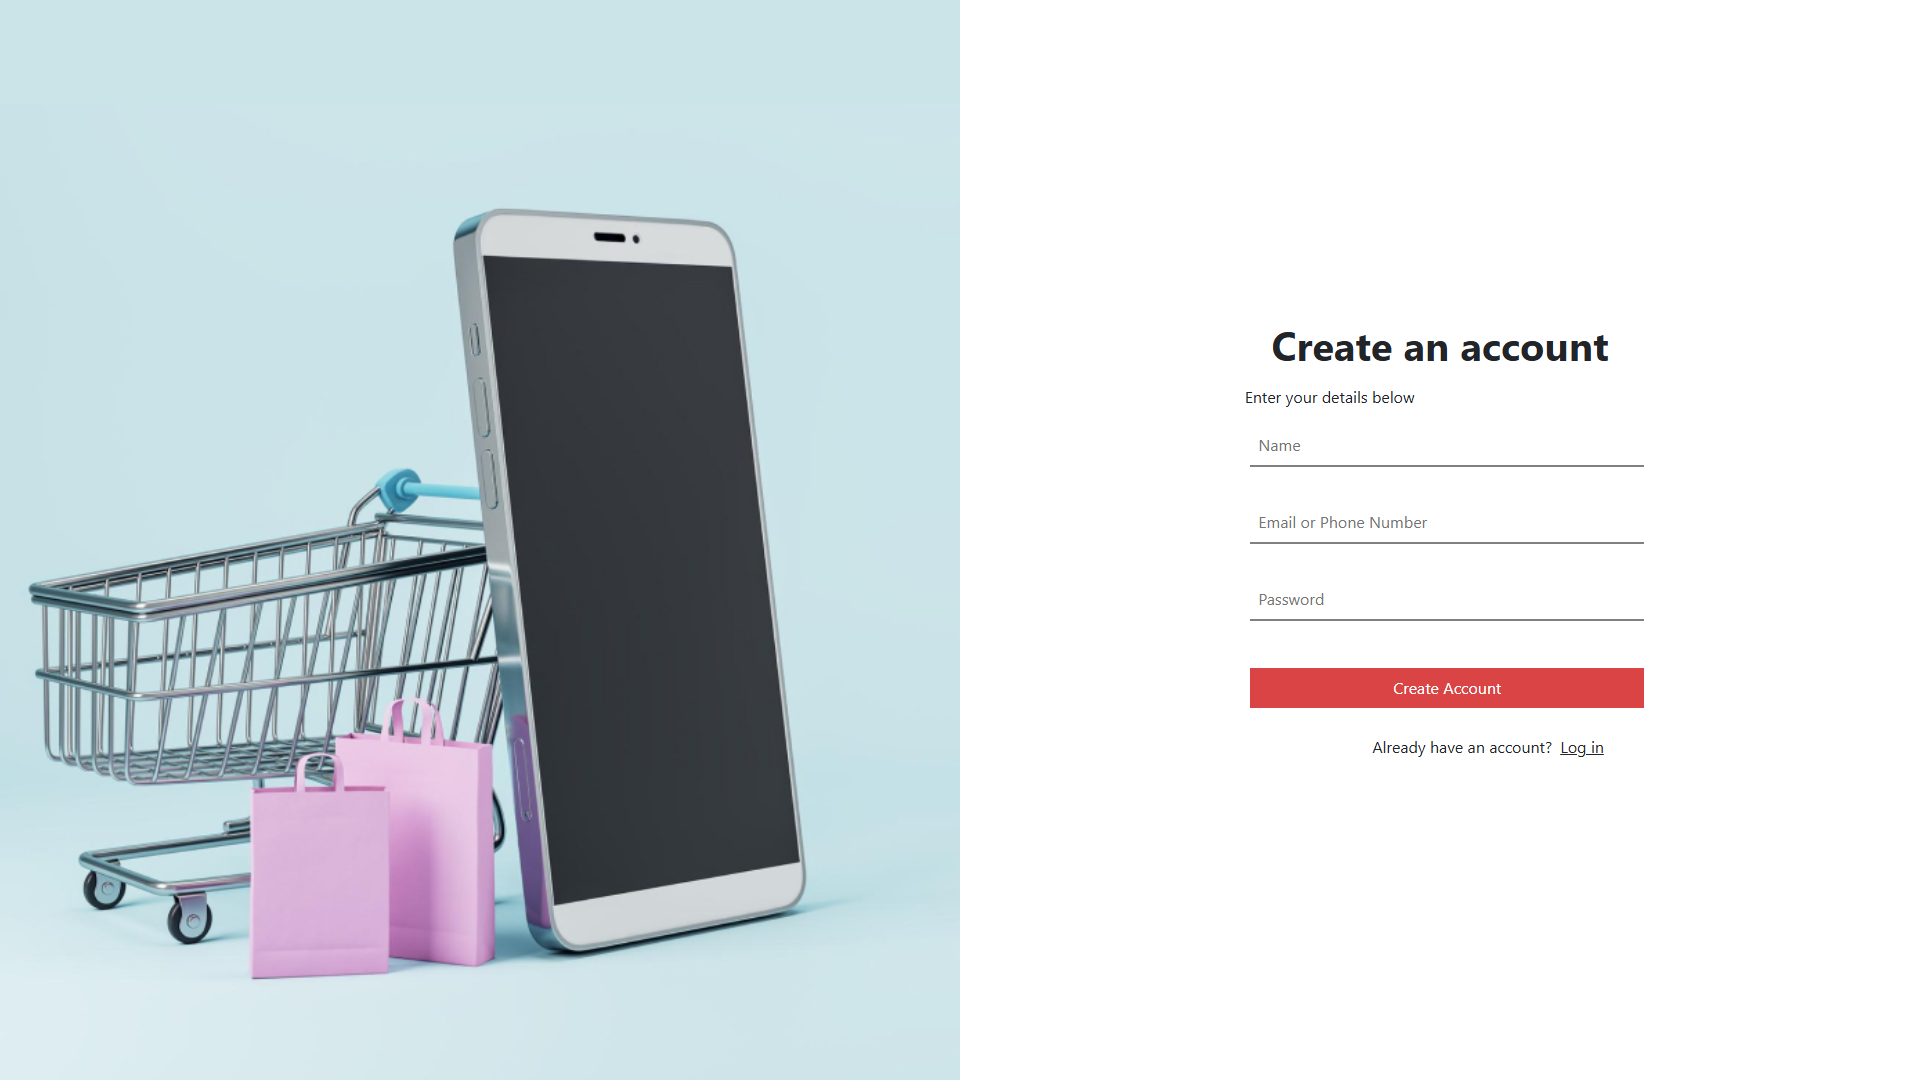 Create an account
Enter your details below
Name
Email or Phone Number
Password
Create Account
Already have an account? Log in